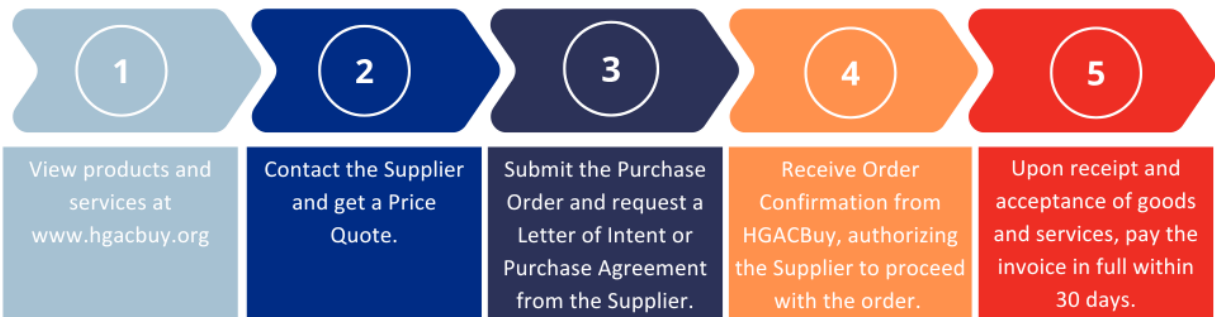 1
2
3
4
5
View products and
services at
www.hgacbuy.org
Contact the Supplier
and get a Price
Quote.
Submit the Purchase
Order and request a
Letter of Intent or
Purchase Agreement
from the Supplier.
Receive Order
Confirmation from
HGACBuy, authorizing
the Supplier to proceed
with the order.
Upon receipt and
acceptance of goods
and services, pay the
invoice in full within
30 days.